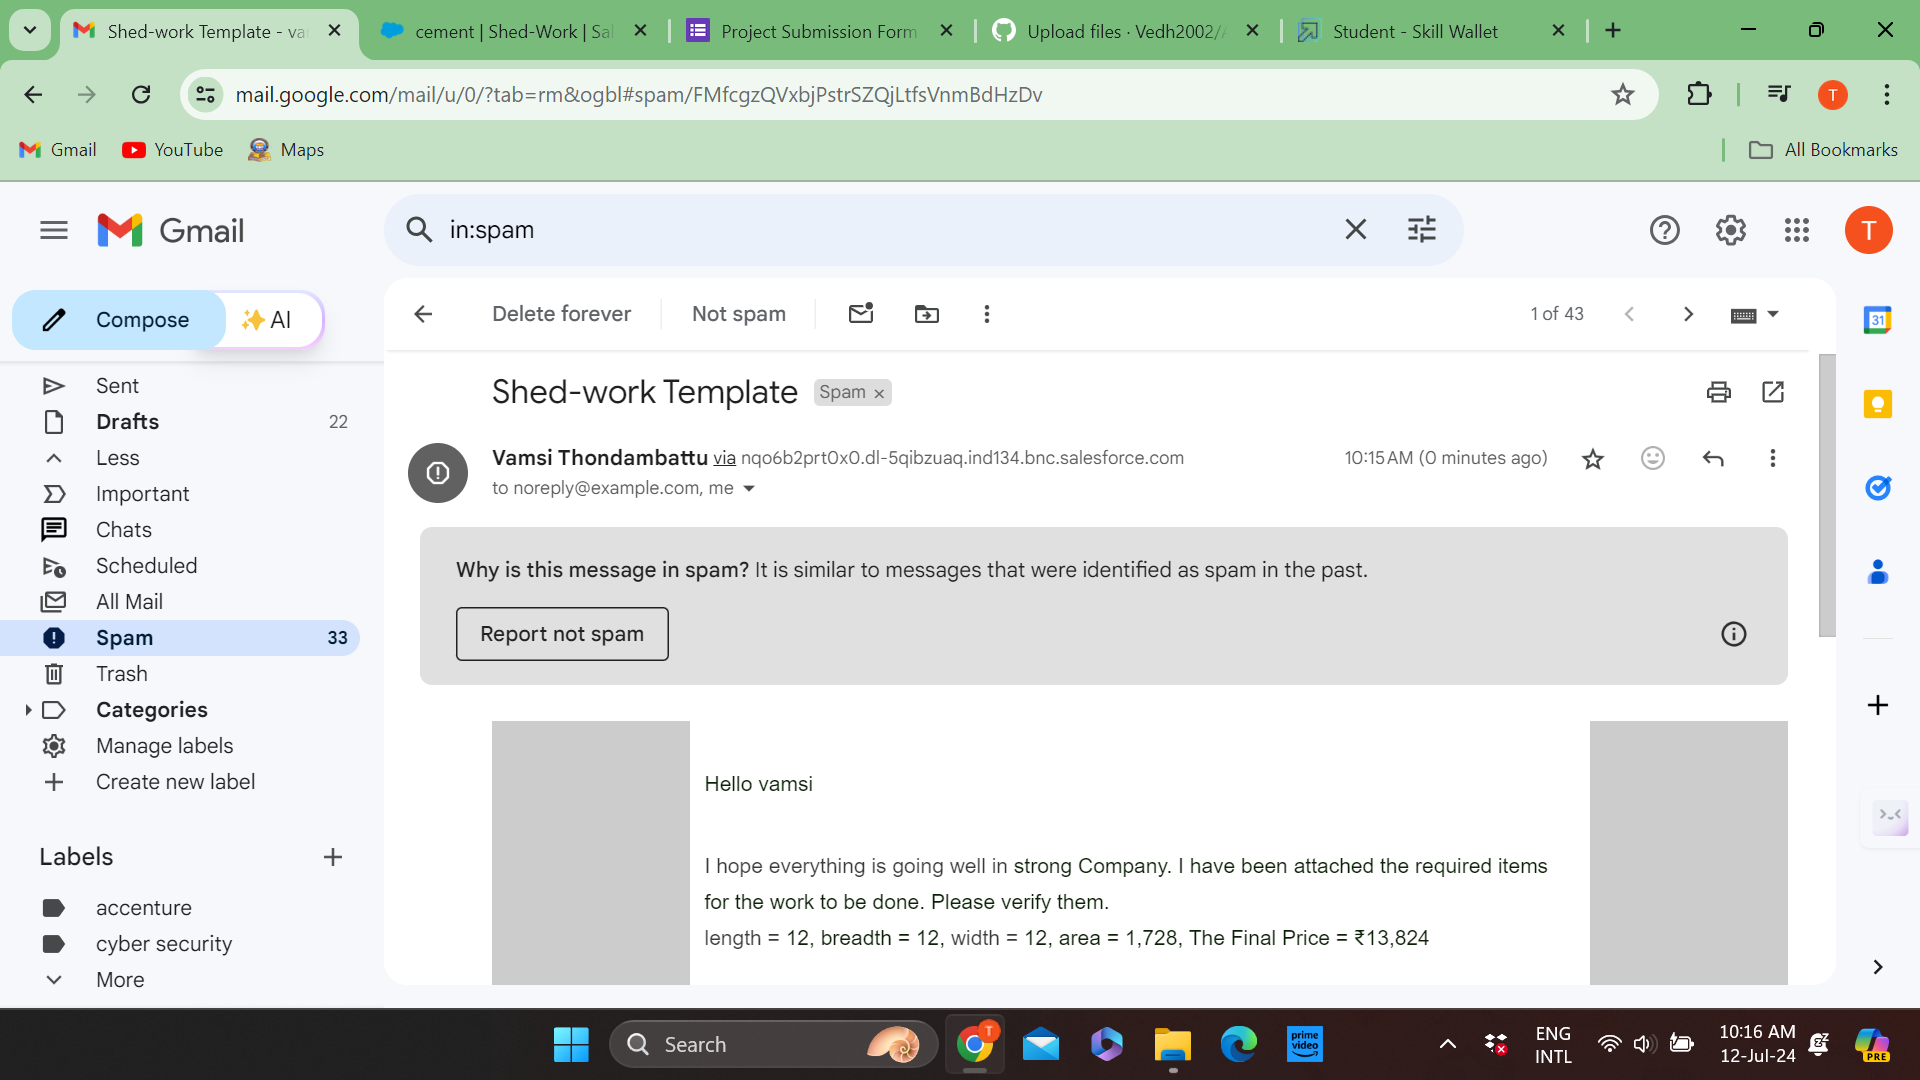 Shed-work Template - va
cement | Shed-Work | Sal
Project Submission Form
Upload files · Vedh2002/A
Student - Skill Wallet
mail.google.com/mail/u/0/?tab=rm&ogbl#spam/FMfcgzQVxbjPstrSZQjLtfsVnmBdHzDv
T
Gmail
YouTube
Maps
All Bookmarks
Gmail
in:spam
T
Compose
AI
Delete forever
Not spam
1 of 43
31
Sent
Drafts 22
Less
Important
Chats
Scheduled
All Mail
Spam 33
Trash
Categories
Manage labels
Create new label
Labels
accenture
cyber security
More
Shed-work Template
Spam ×
Vamsi Thondambattu via nqo6b2prt0x0.dl-5qibzuaq.ind134.bnc.salesforce.com
10:15 AM (0 minutes ago)
to noreply@example.com, me
Why is this message in spam? It is similar to messages that were identified as spam in the past.
Report not spam
Hello vamsi
I hope everything is going well in strong Company. I have been attached the required items
for the work to be done. Please verify them.
length = 12, breadth = 12, width = 12, area = 1,728, The Final Price = ₹13,824
Search
T
prime
video
ENG
INTL
10:16 AM
12-Jul-24
PRE